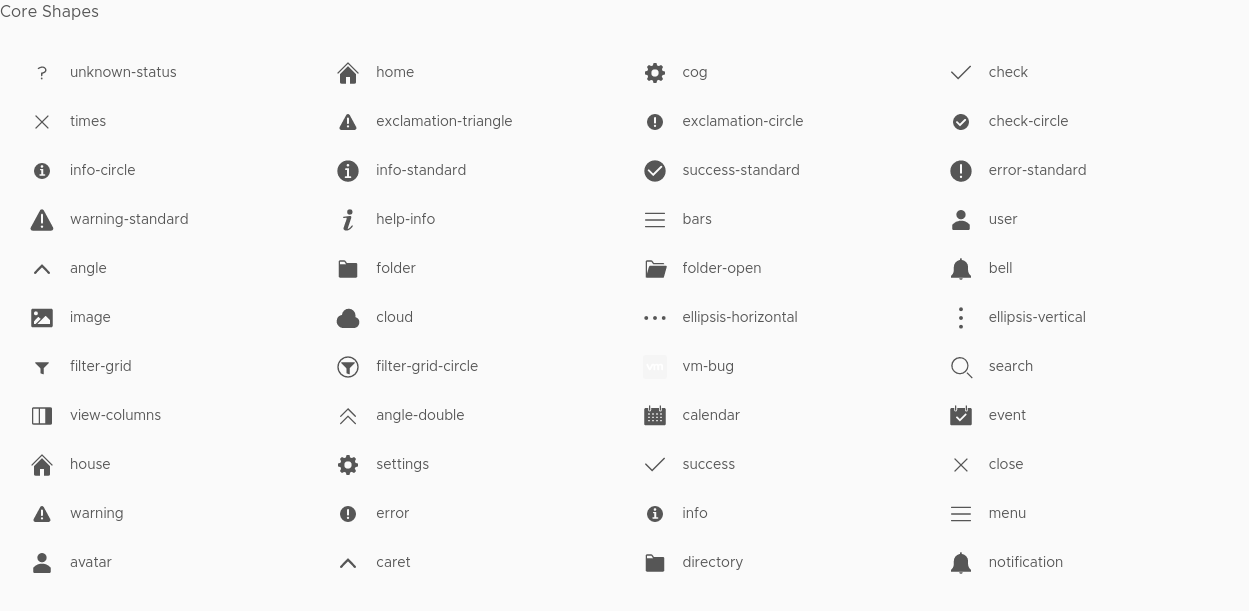 Core Shapes
? unknown-status home cog check
times exclamation-triangle exclamation-circle check-circle
info-circle info-standard success-standard error-standard
warning-standard help-info bars user
angle folder folder-open bell
image cloud ellipsis-horizontal ellipsis-vertical
filter-grid filter-grid-circle vm vm-bug search
view-columns angle-double calendar event
house settings success close
warning error info menu
avatar caret directory notification